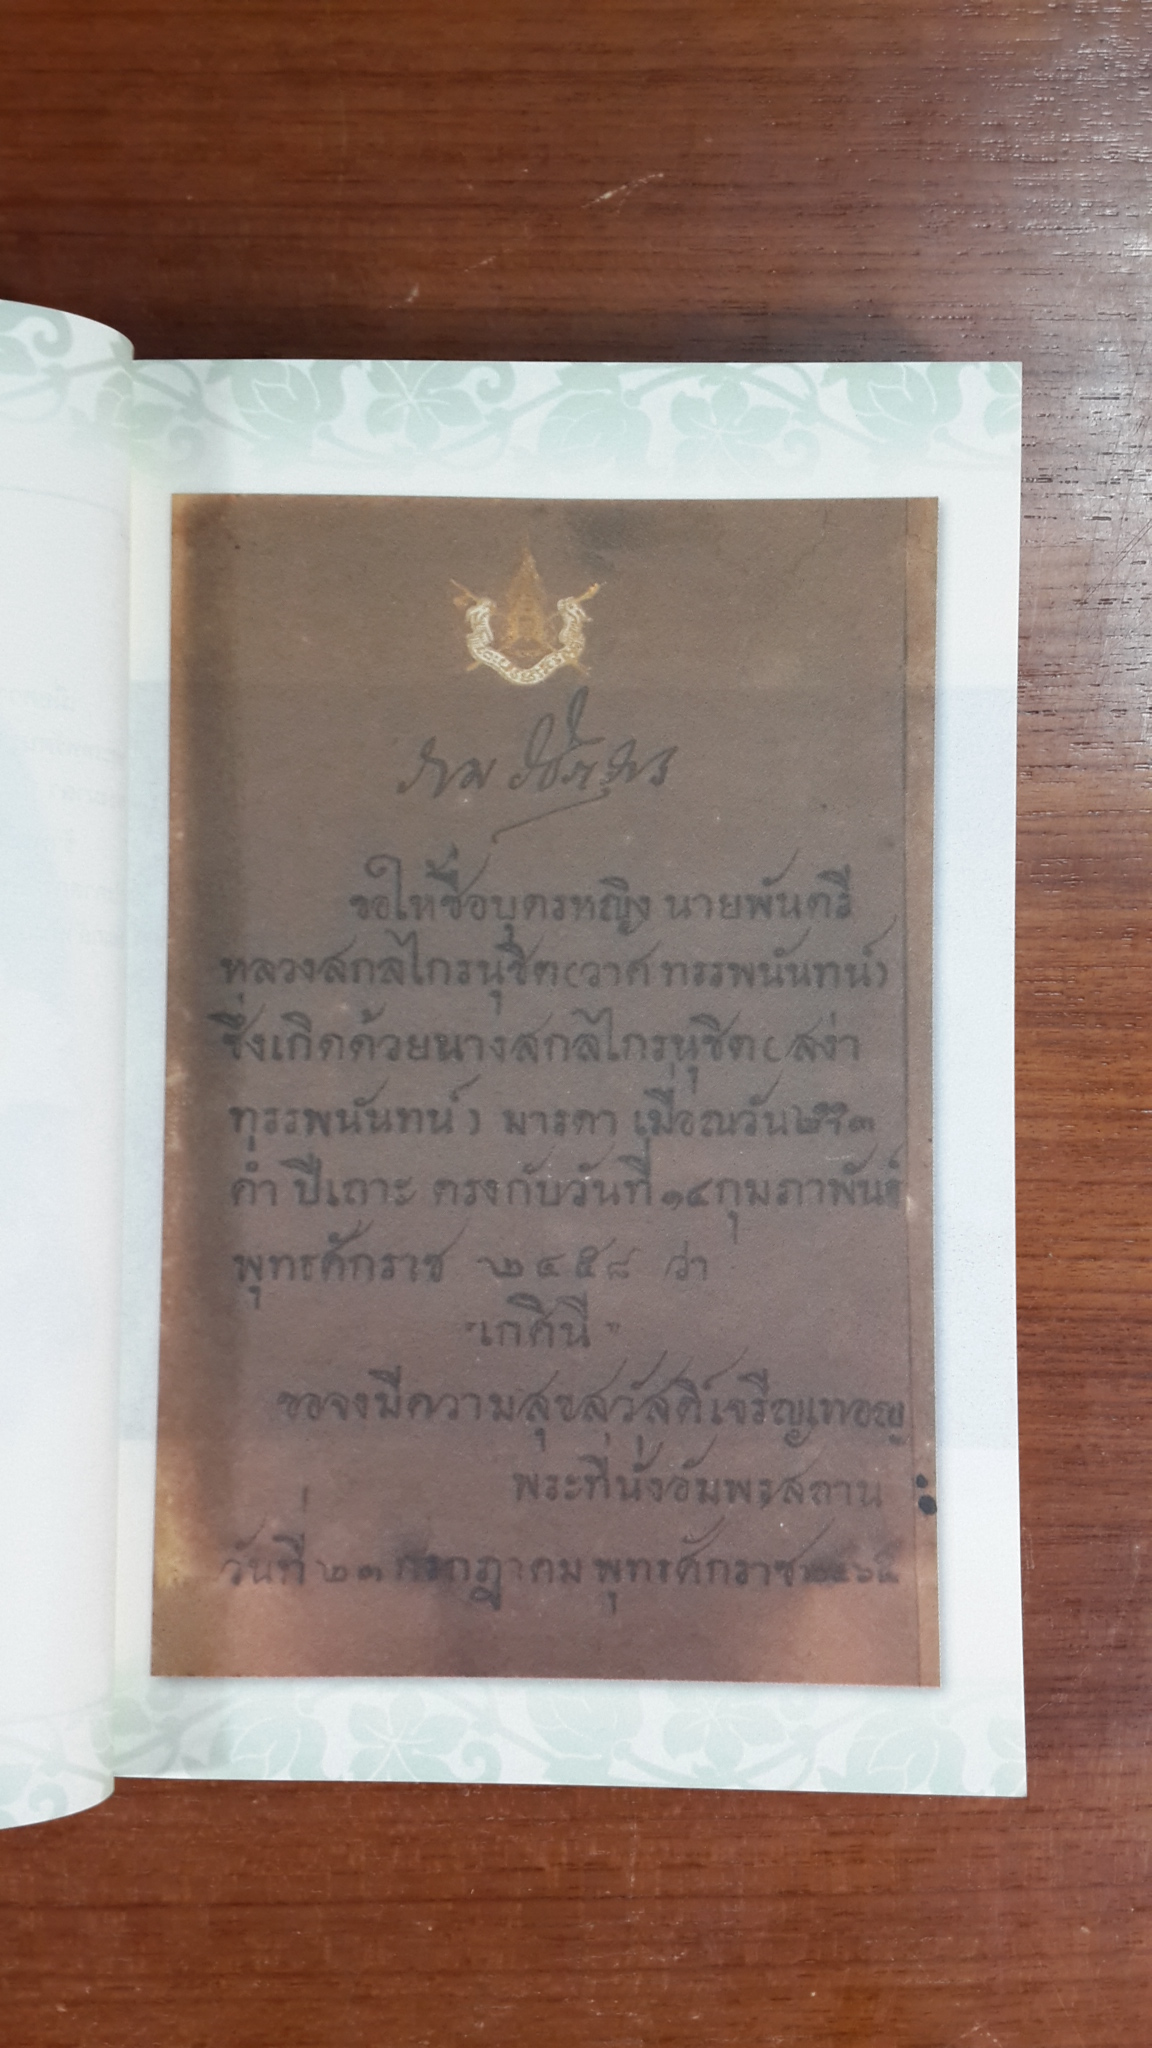 ราม วชิราวุธ
ขอให้ชื่อบุตรหญิง นายพันตรี
หลวงสกลไกรนุชิต (วาศ ทรรพนันทน์)
ซึ่งเกิดด้วยนางสกลไกรนุชิต (สง่า
ทรรพนันทน์) มารดา เมื่อณวัน
ค่ำ ปีเถาะ ตรงกับวันที่ ๑๔ กุมภาพันธ์
พุทธศักราช ๒๔๕๘ ว่า
"เกศินี"
ขอจงมีความสุขสวัสดิ์เจริญเทอญ
พระที่นั่งอัมพรสถาน
วันที่ ๒๓ กรกฎาคม พุทธศักราช